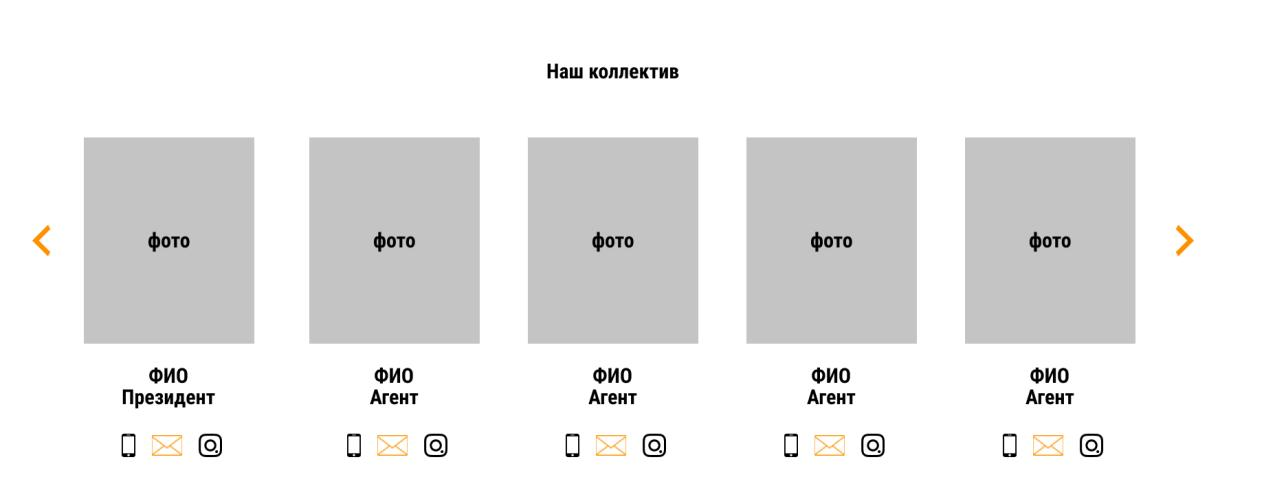 Наш коллектив
фото
фото
фото
фото
фото
ФИО
Президент
ФИО
Агент
ФИО
Агент
ФИО
Агент
ФИО
Агент